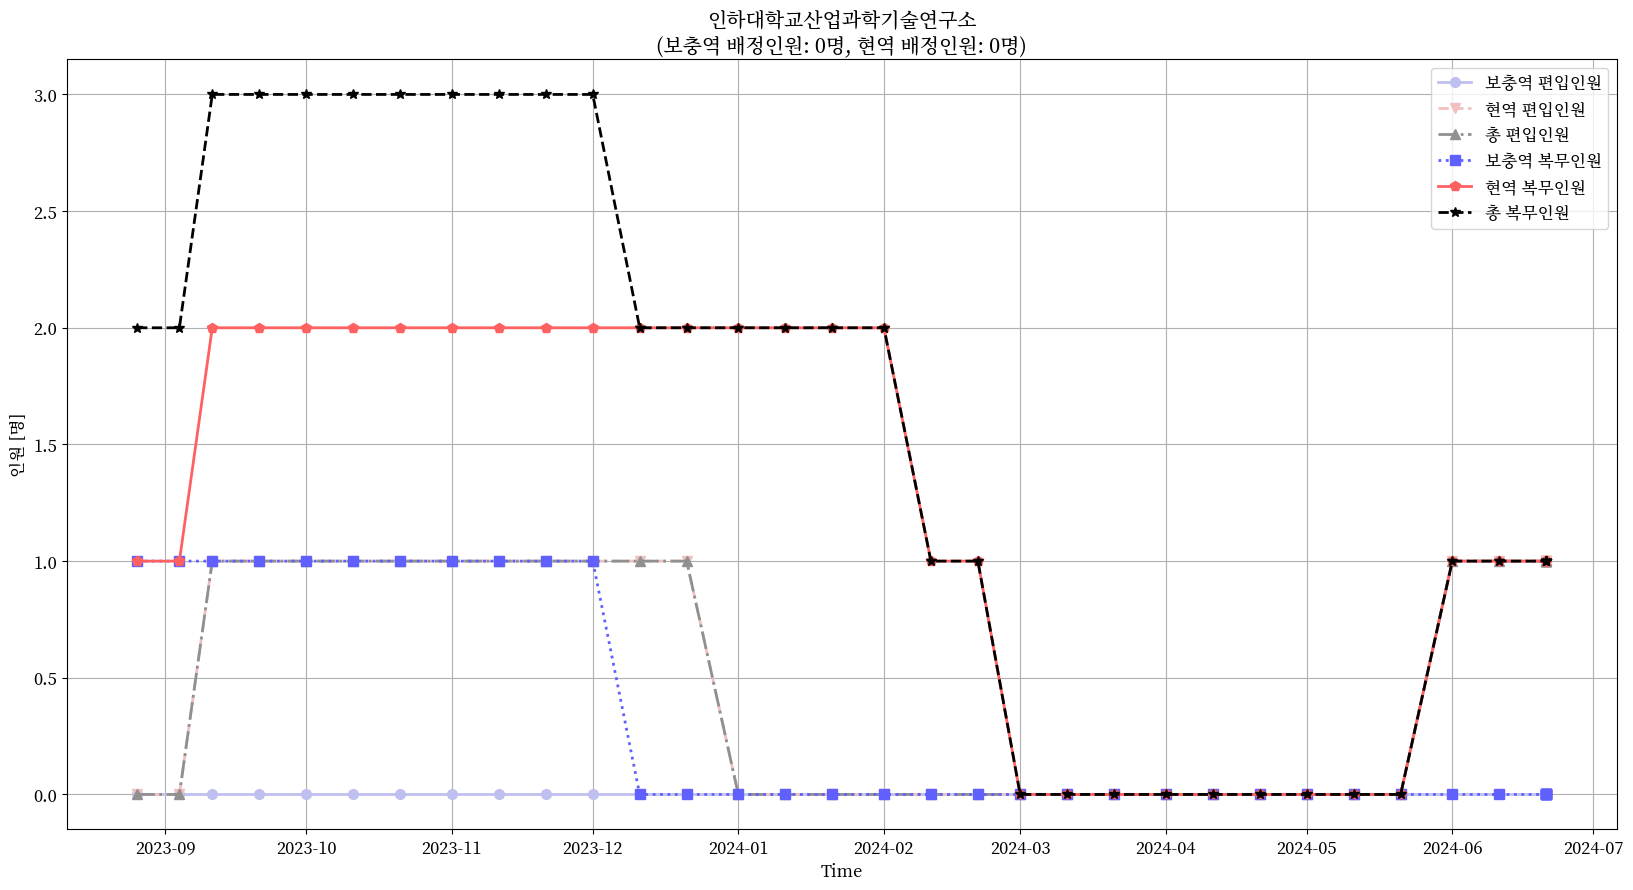 인하대학교산업과학기술연구소
(보충역 배정인원: 0명, 현역 배정인원: 0명)
보충역 편입인원
현역 편입인원
총 편입인원
보충역 복무인원
현역 복무인원
총 복무인원
인원 [명]
3.0
2.5
2.0
1.5
1.0
0.5
0.0
2023-09 2023-10 2023-11 2023-12 2024-01 2024-02 2024-03 2024-04 2024-05 2024-06 2024-07
Time